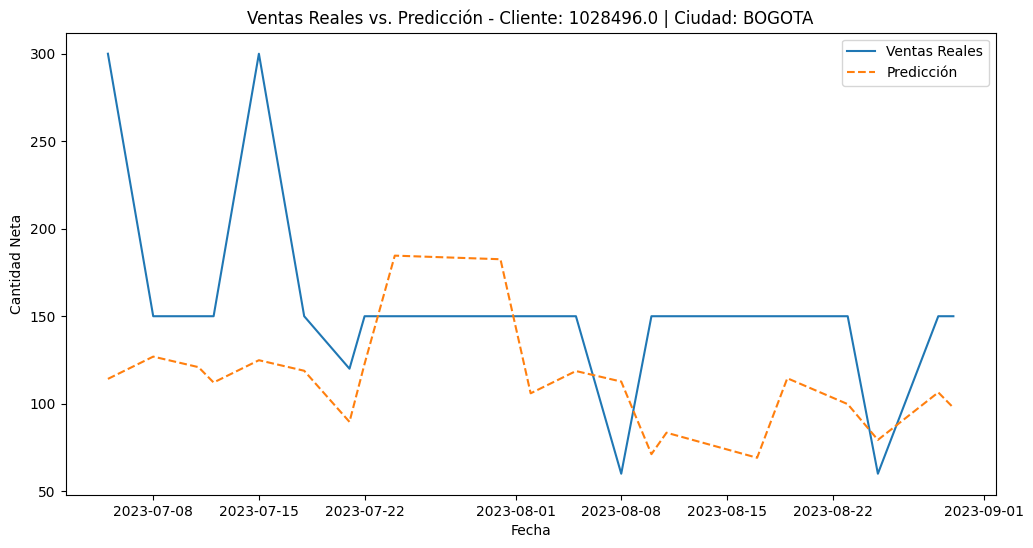 Ventas Reales vs. Predicción - Cliente: 1028496.0 | Ciudad: BOGOTA
Ventas Reales
Predicción
Cantidad Neta
300
250
200
150
100
50
2023-07-08
2023-07-15
2023-07-22
2023-08-01
2023-08-08
2023-08-15
2023-08-22
2023-09-01
Fecha